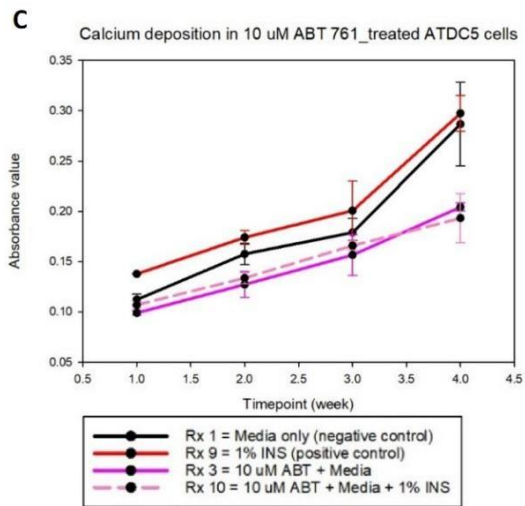 C
Calcium deposition in 10 uM ABT 761_treated ATDC5 cells
Absorbance value
0.35
0.30
0.25
0.20
0.15
0.10
0.05
0.5 1.0 1.5 2.0 2.5 3.0 3.5 4.0 4.5
Timepoint (week)
Rx 1 = Media only (negative control)
Rx 9 = 1% INS (positive control)
Rx 3 = 10 uM ABT + Media
Rx 10 = 10 uM ABT + Media + 1% INS